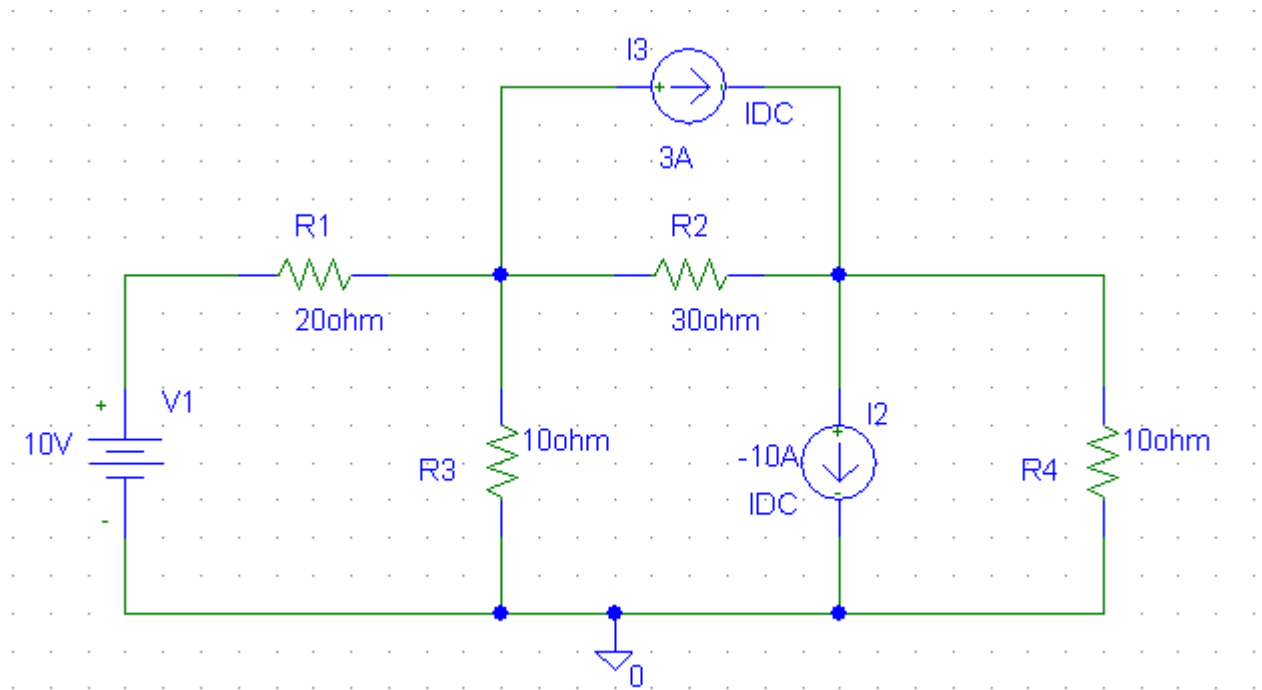 I3
IDC
3A
R1
R2
20ohm
30ohm
+
V1
10V
-
R3
10ohm
I2
-10A
IDC
R4
10ohm
0